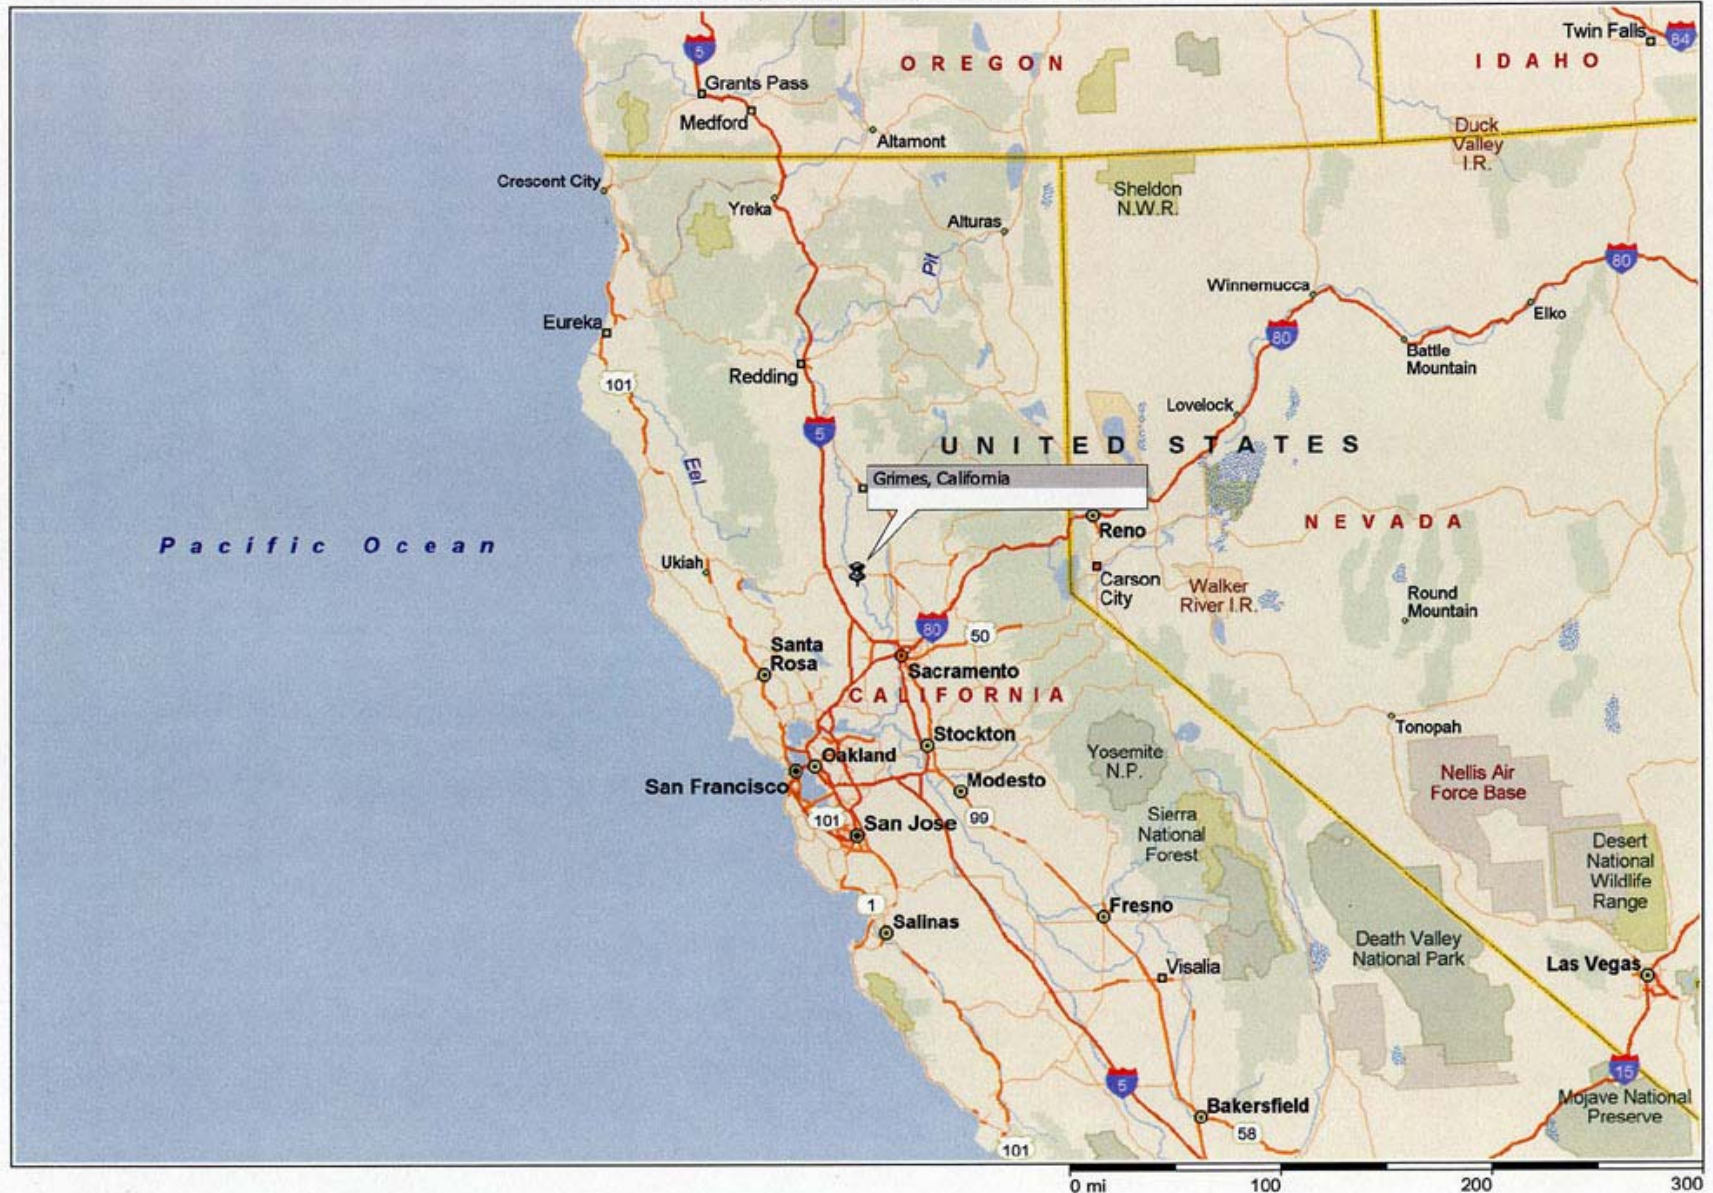 5
OREGON
IDAHO
Twin Falls
84
Grants Pass
Medford
Altamont
Duck
Valley
I.R.
Crescent City
Yreka
Sheldon
N.W.R.
Alturas
Pit
80
Winnemucca
Elko
Eureka
80
Battle
Mountain
Redding
101
Lovelock
5
UNITED STATES
Eel
Grimes, California
NEVADA
Reno
Pacific Ocean
Ukiah
Carson
City
Walker
River I.R.
Round
Mountain
80
50
Santa
Rosa
Sacramento
CALIFORNIA
Tonopah
Stockton
Oakland
Yosemite
N.P.
San Francisco
Modesto
Nellis Air
Force Base
101
San Jose
99
Sierra
National
Forest
Desert
National
Wildlife
Range
1
Salinas
Fresno
Death Valley
National Park
Las Vegas
Visalia
5
15
Bakersfield
58
Mojave National
Preserve
101
0 mi
100
200
300